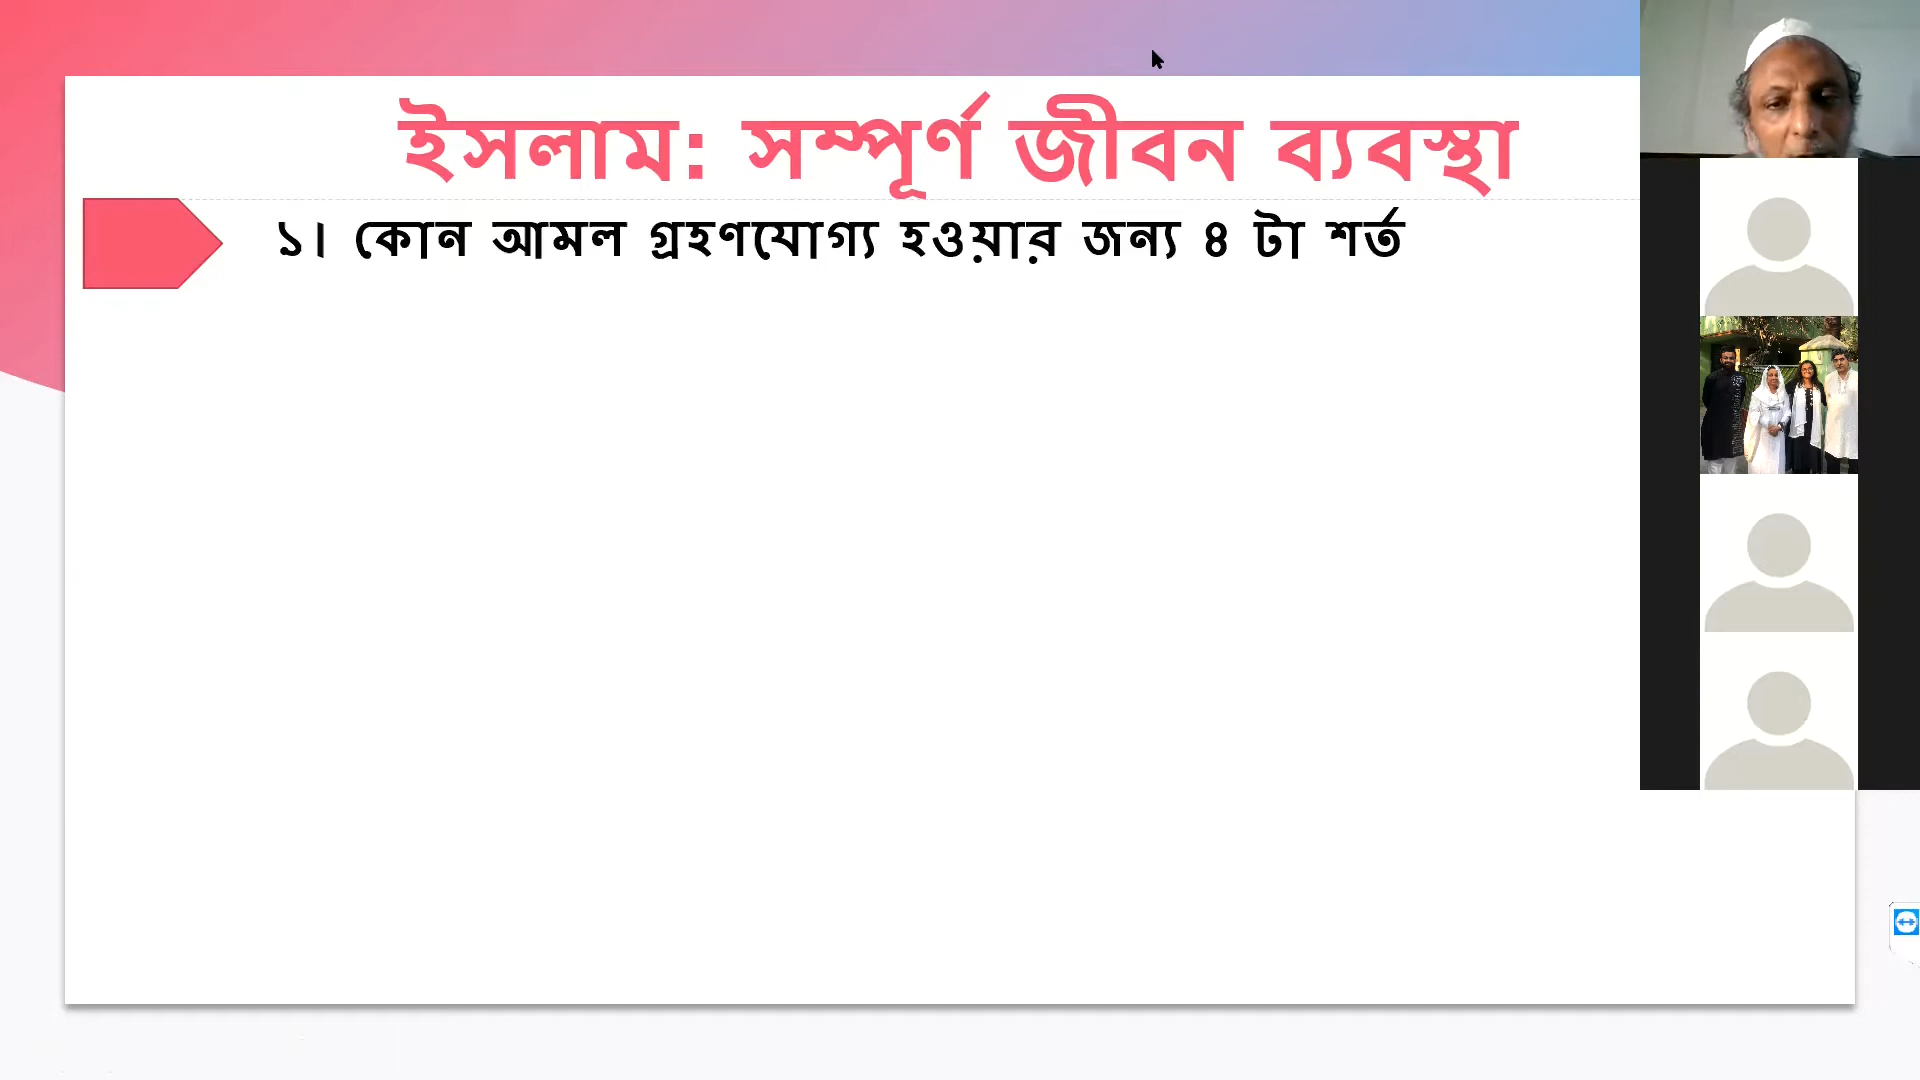 ইসলাম: সম্পূর্ণ জীবন ব্যবস্থা
১। কোন আমল গ্রহণযোগ্য হওয়ার জন্য ৪ টা শর্ত